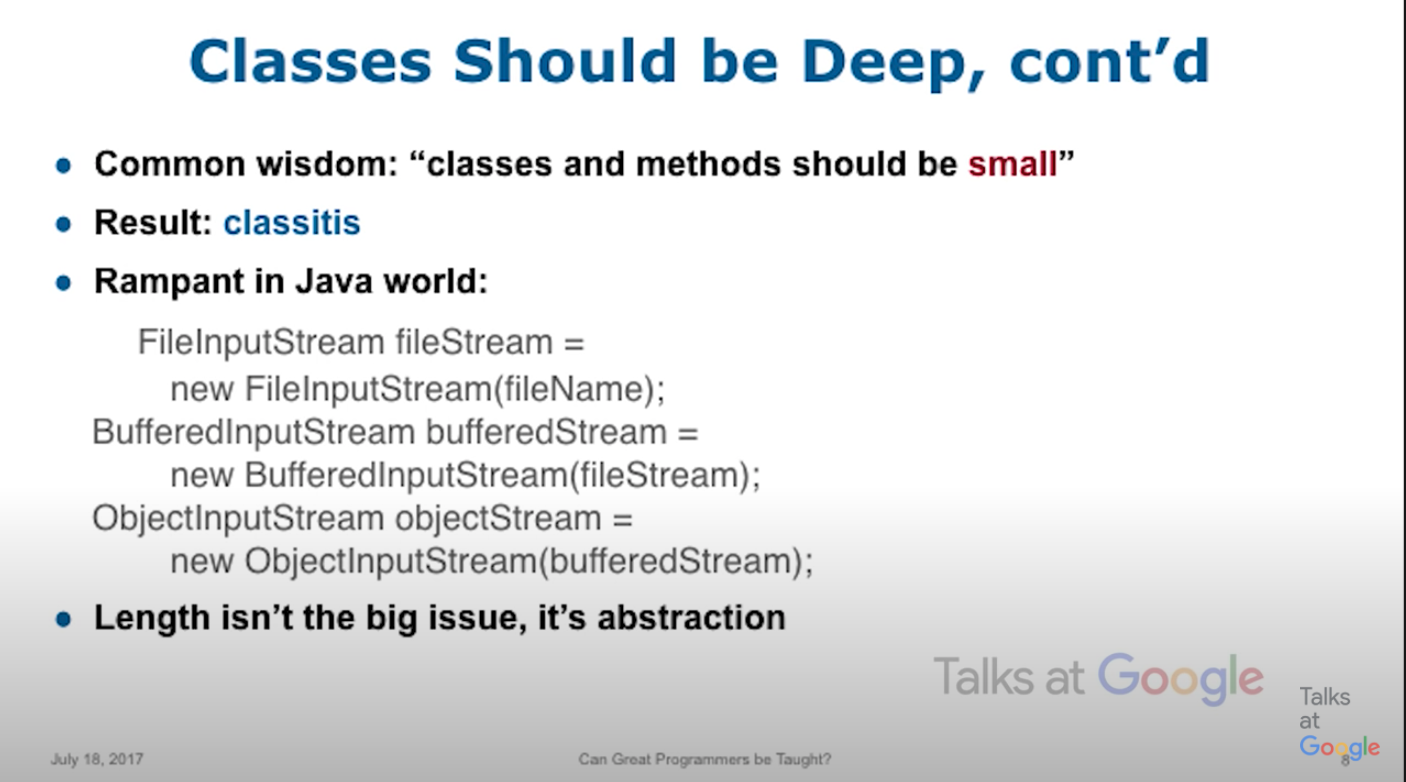 Classes Should be Deep, cont’d
● Common wisdom: “classes and methods should be small”
● Result: classitis
● Rampant in Java world:
FileInputStream fileStream =
new FileInputStream(fileName);
BufferedInputStream bufferedStream =
new BufferedInputStream(fileStream);
ObjectInputStream objectStream =
new ObjectInputStream(bufferedStream);
● Length isn’t the big issue, it’s abstraction
Talks at Google
Talks
at
Google
July 18, 2017
Can Great Programmers be Taught?
8